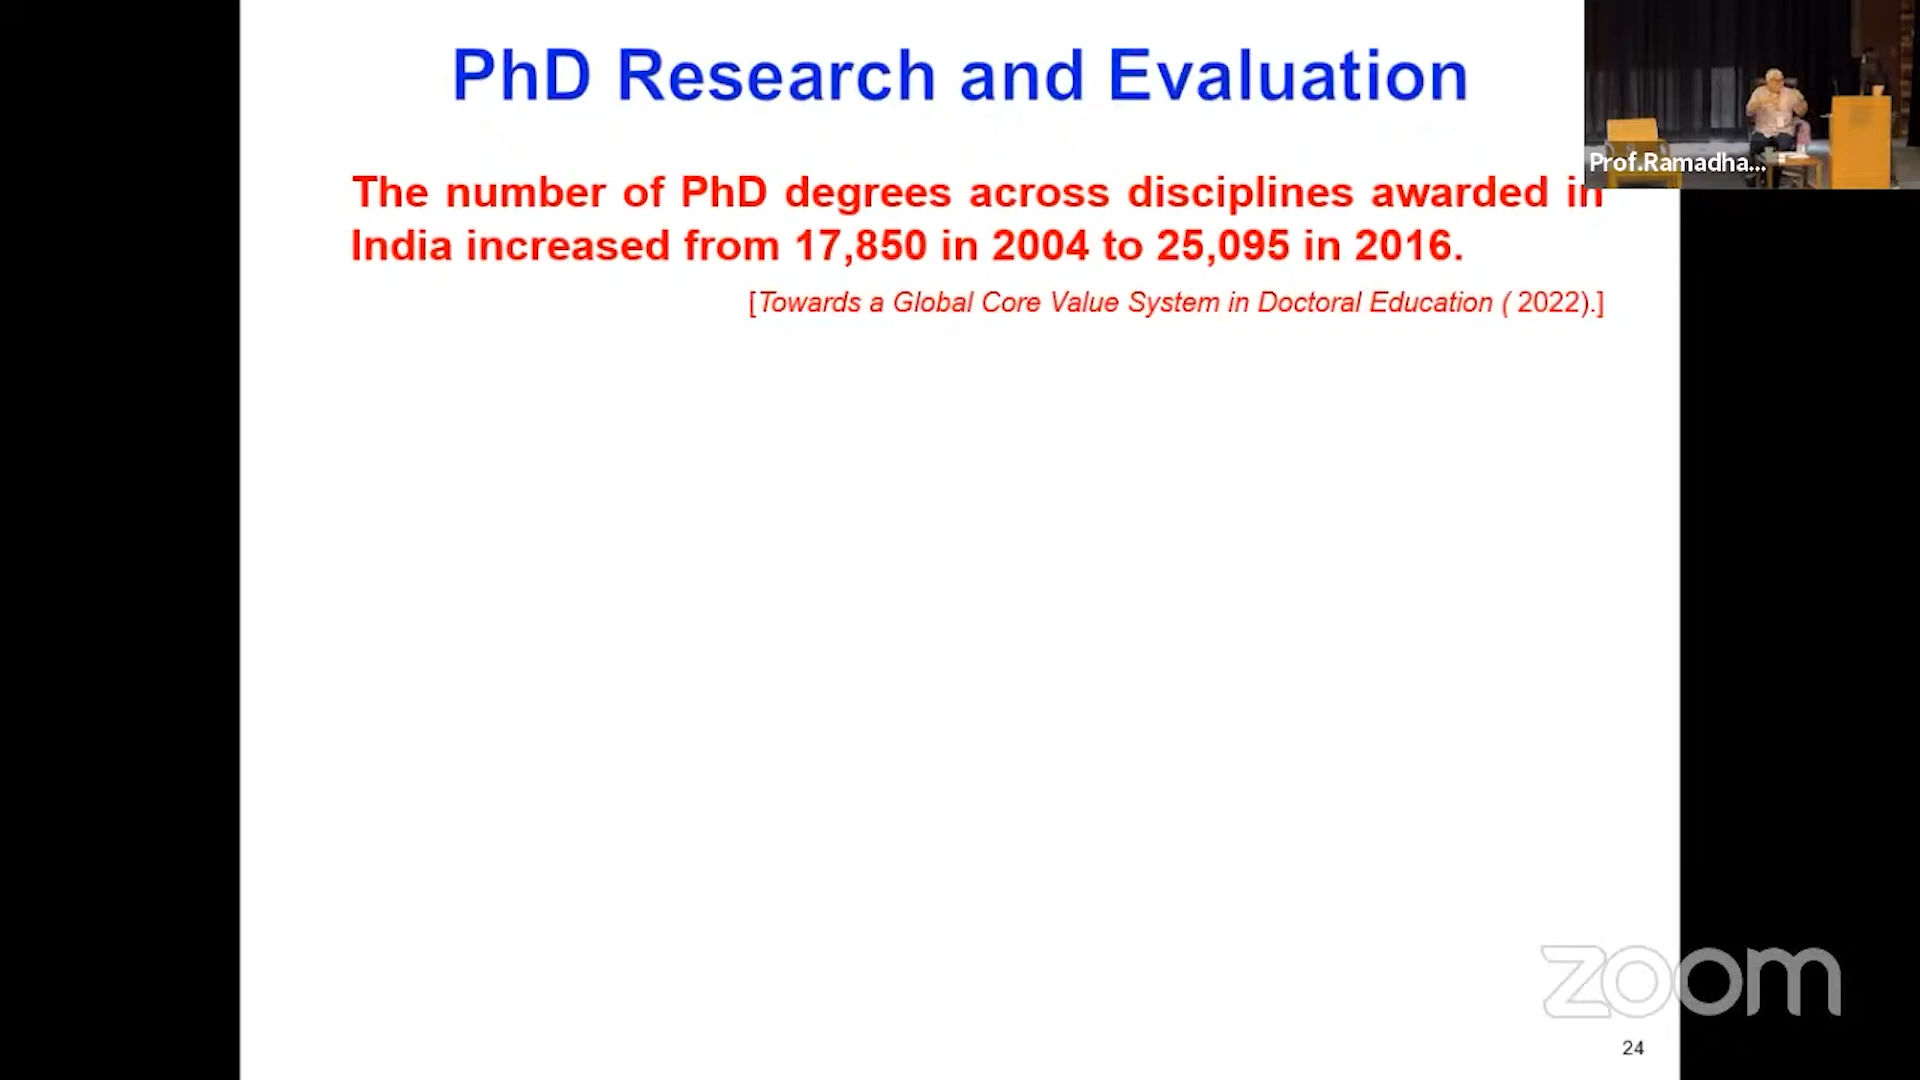 PhD Research and Evaluation
Prof.Ramadha...
The number of PhD degrees across disciplines awarded in
India increased from 17,850 in 2004 to 25,095 in 2016.
[Towards a Global Core Value System in Doctoral Education ( 2022).]
zoom
24